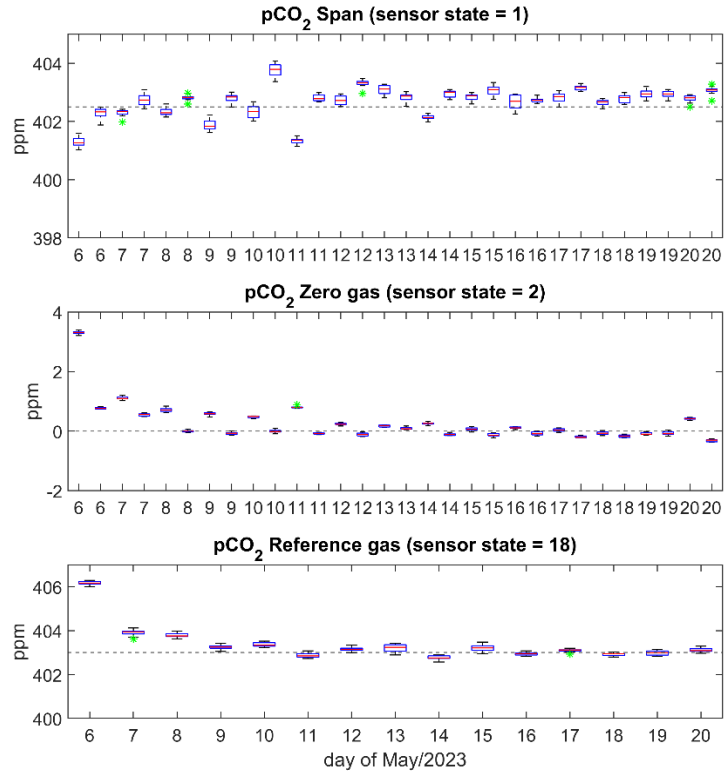 pCO2 Span (sensor state = 1)
404
402
400
398
ppm
6 6 7 7 8 8 9 9 10 10 11 11 12 12 13 13 14 14 15 15 16 16 17 17 18 18 19 19 20 20
pCO2 Zero gas (sensor state = 2)
4
2
0
-2
ppm
6 6 7 7 8 8 9 9 10 10 11 11 12 12 13 13 14 14 15 15 16 16 17 17 18 18 19 19 20 20
pCO2 Reference gas (sensor state = 18)
406
404
402
400
ppm
6 7 8 9 10 11 12 13 14 15 16 17 18 19 20
day of May/2023